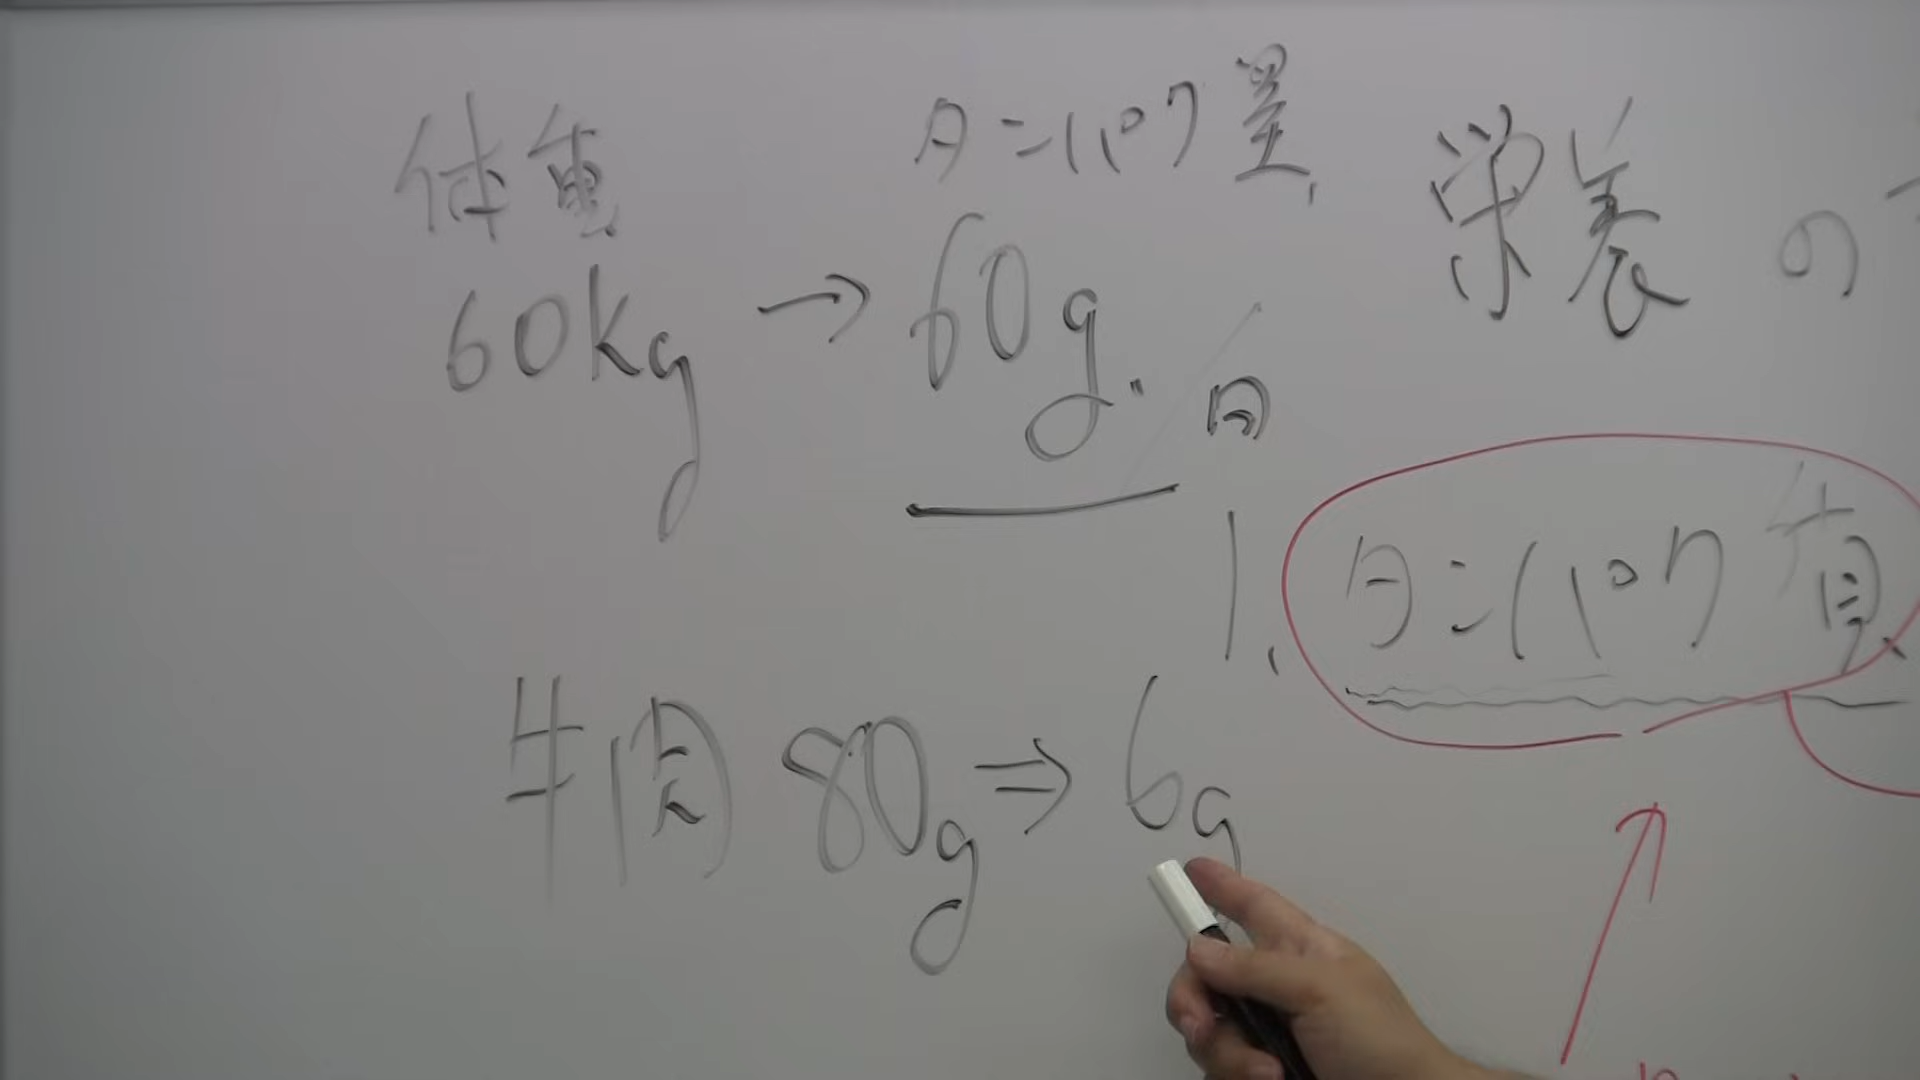 体重 タンパク量
60kg → 60g /日
栄養の
1. タンパク質
牛肉 80g ⇒ 6g